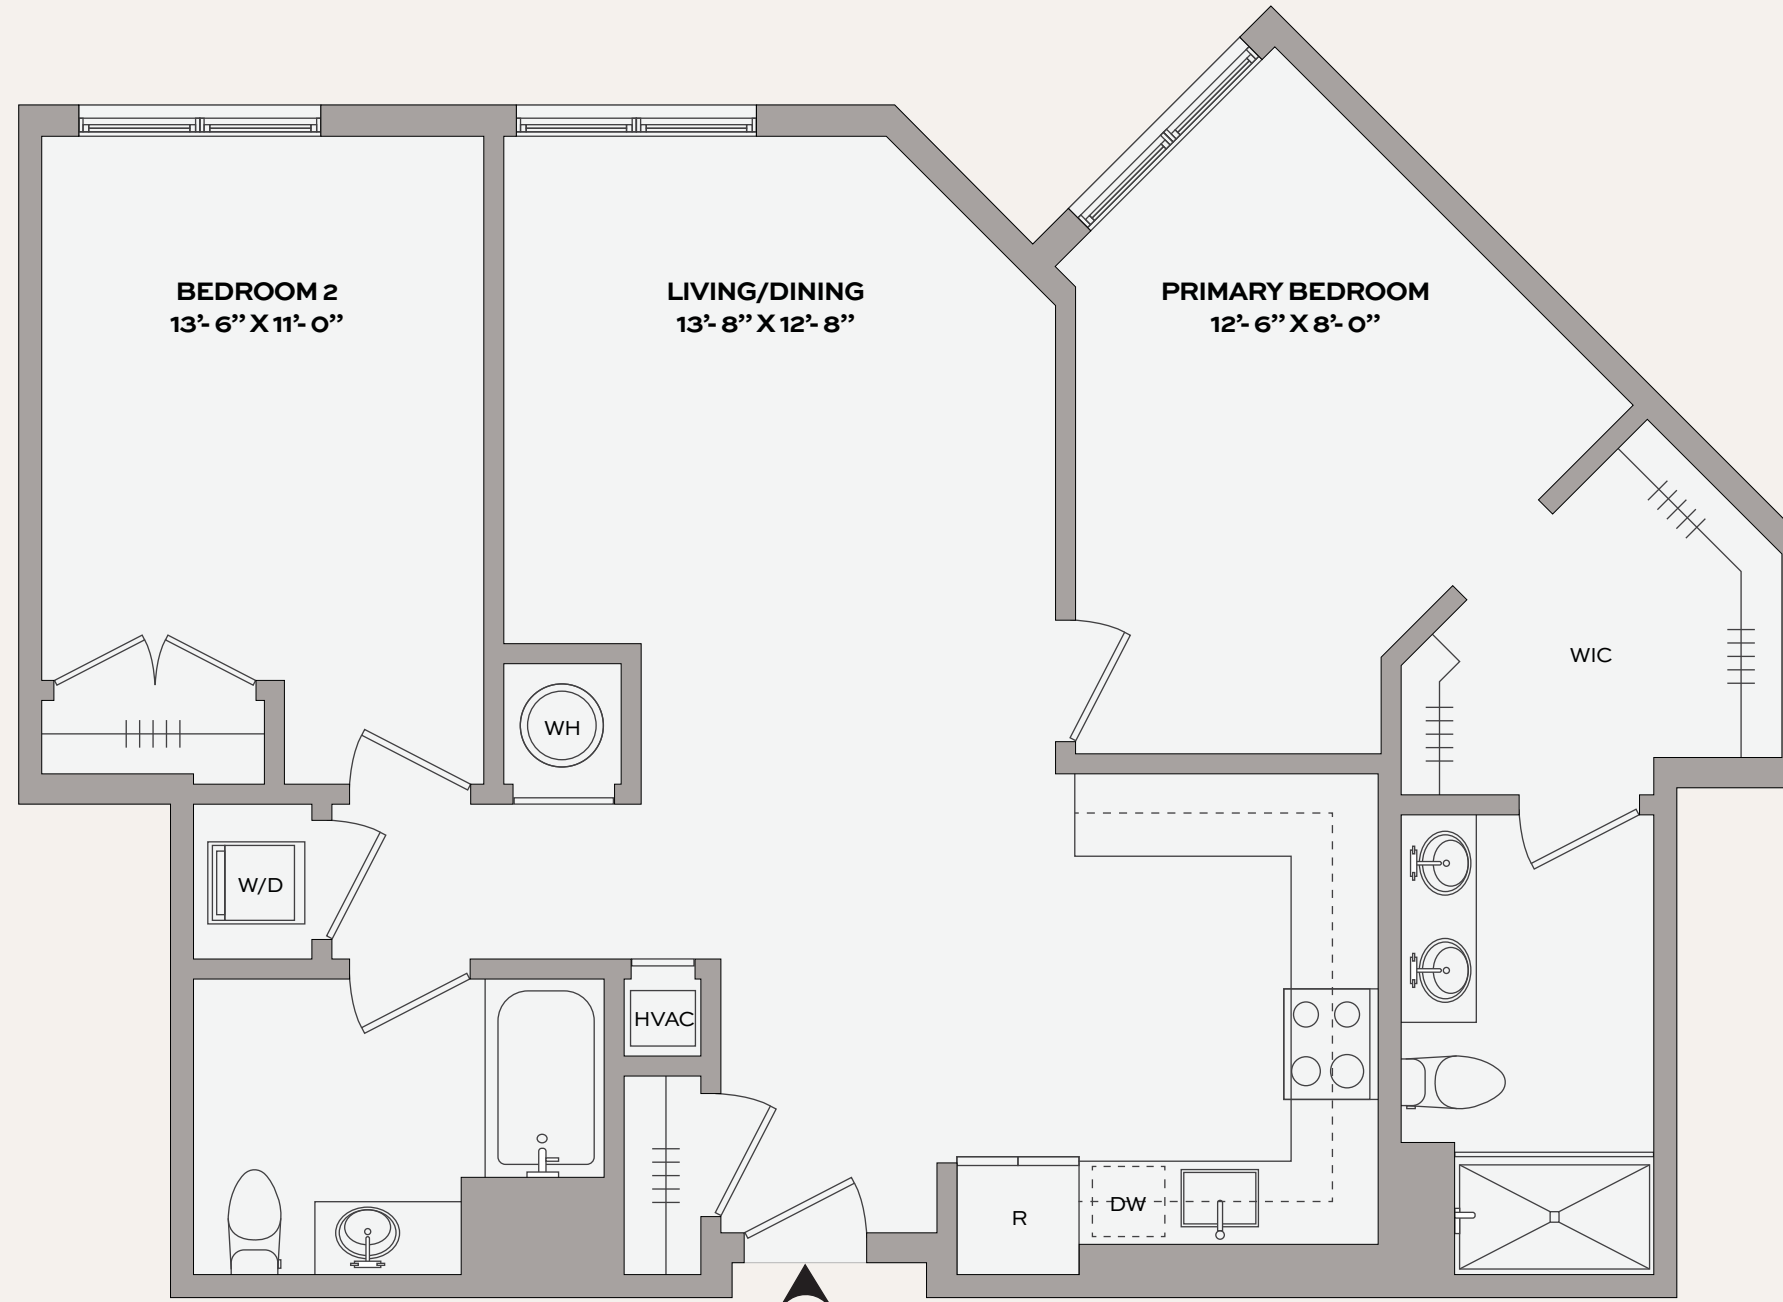 BEDROOM 2
13'- 6” X 11'- 0”
LIVING/DINING
13'- 8” X 12'- 8”
PRIMARY BEDROOM
12'- 6” X 8'- 0”
WIC
WH
W/D
HVAC
R
DW